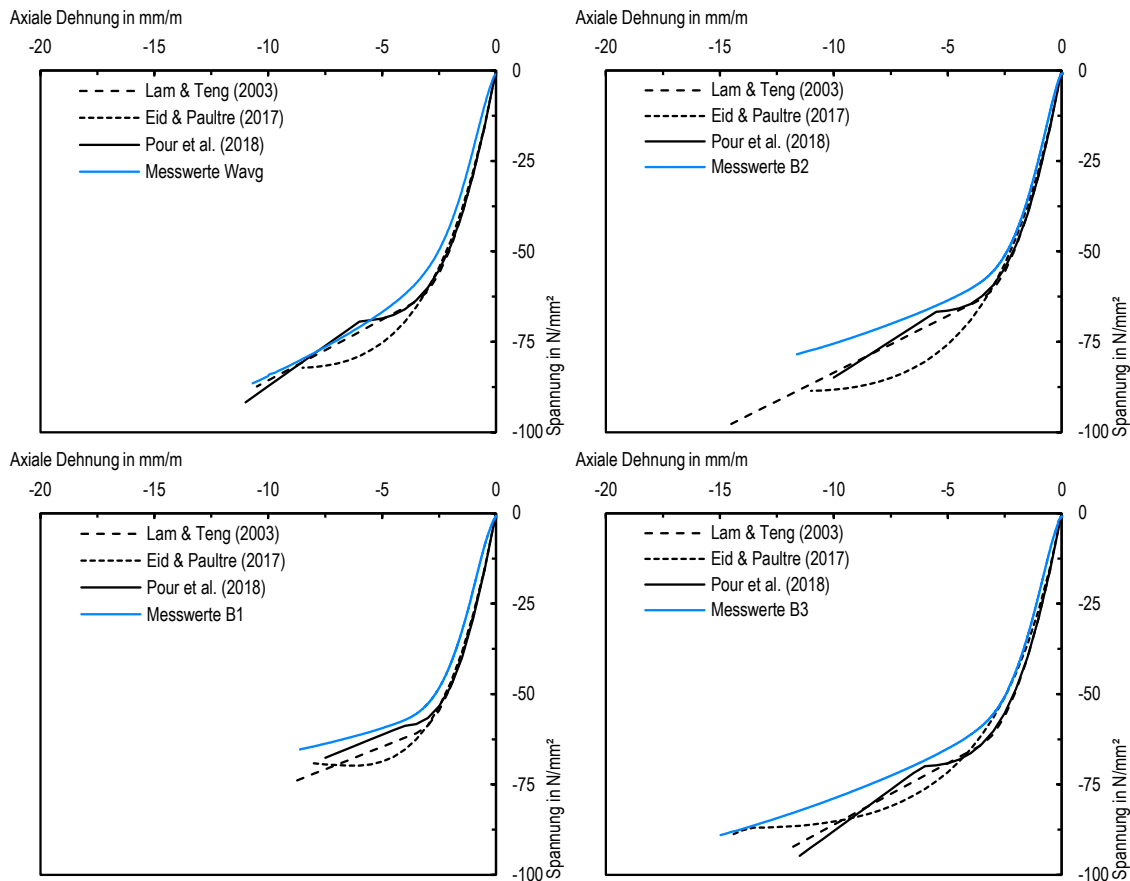 Axiale Dehnung in mm/m
-20 -15 -10 -5 0
0
-25
-50
-75
-100
Spannung in N/mm²
Lam & Teng (2003)
Eid & Paultre (2017)
Pour et al. (2018)
Messwerte Wavg
Axiale Dehnung in mm/m
-20 -15 -10 -5 0
0
-25
-50
-75
-100
Spannung in N/mm²
Lam & Teng (2003)
Eid & Paultre (2017)
Pour et al. (2018)
Messwerte B2
Axiale Dehnung in mm/m
-20 -15 -10 -5 0
0
-25
-50
-75
-100
Spannung in N/mm²
Lam & Teng (2003)
Eid & Paultre (2017)
Pour et al. (2018)
Messwerte B1
Axiale Dehnung in mm/m
-20 -15 -10 -5 0
0
-25
-50
-75
-100
Spannung in N/mm²
Lam & Teng (2003)
Eid & Paultre (2017)
Pour et al. (2018)
Messwerte B3